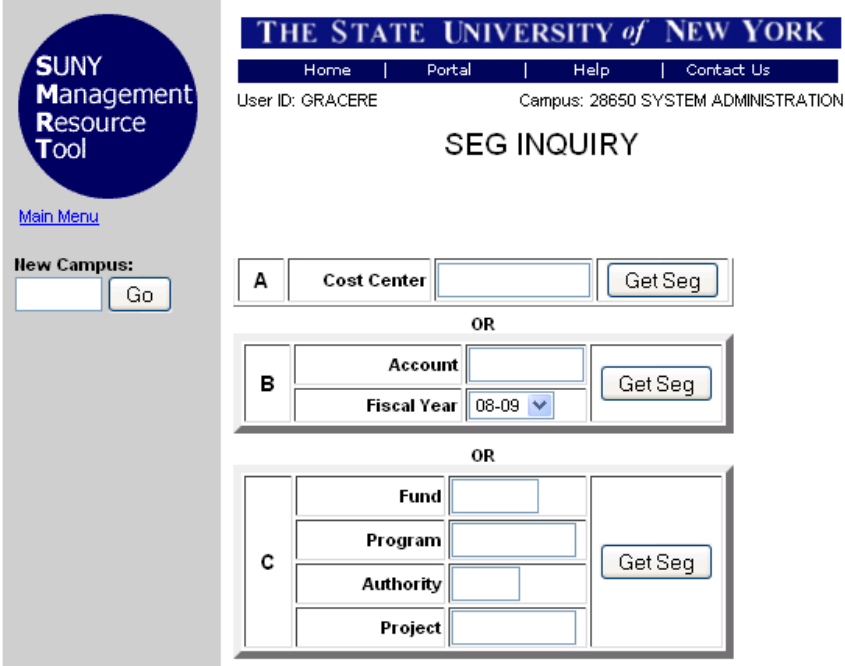 THE STATE UNIVERSITY of NEW YORK
Home | Portal | Help | Contact Us
User ID: GRACERE Campus: 28650 SYSTEM ADMINISTRATION
SUNY
Management
Resource
Tool
Main Menu
New Campus:
Go
SEG INQUIRY
A Cost Center Get Seg
OR
B Account Get Seg
Fiscal Year 08-09
OR
C Fund Get Seg
Program
Authority
Project